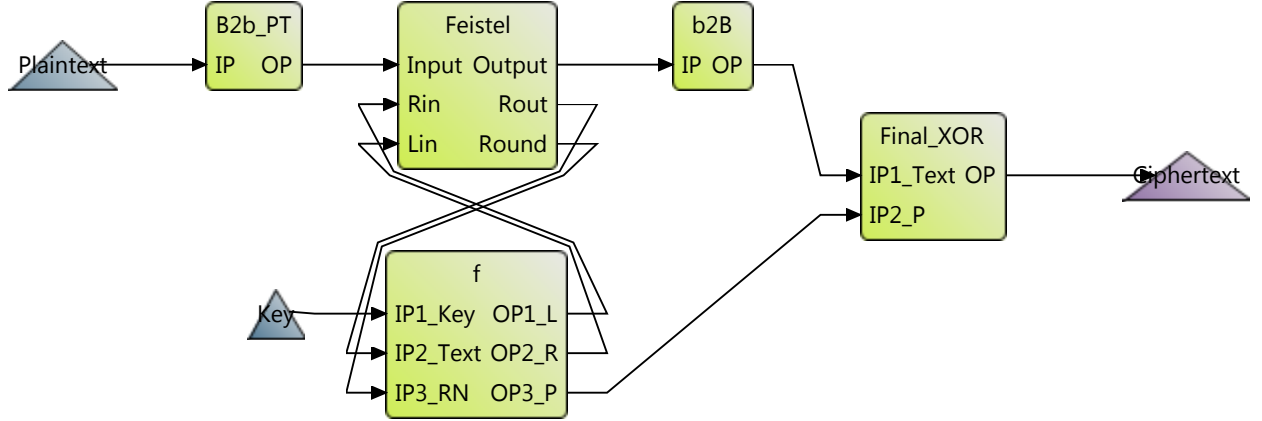 B2b_PT
Feistel
b2B
Plaintext
IP OP
Input Output
IP OP
Rin Rout
Lin Round
Final_XOR
IP1_Text OP
Ciphertext
IP2_P
f
Key
IP1_Key OP1_L
IP2_Text OP2_R
IP3_RN OP3_P